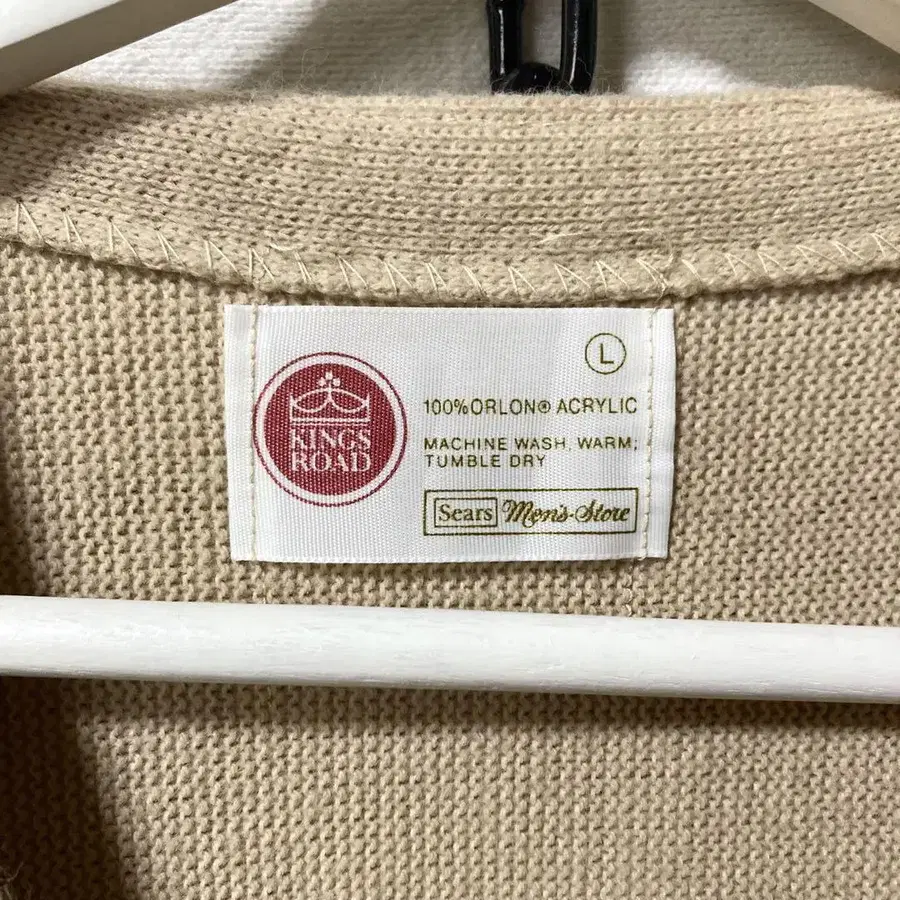 L
KINGS
ROAD
100% ORLON® ACRYLIC
MACHINE WASH, WARM;
TUMBLE DRY
Sears Men's Store